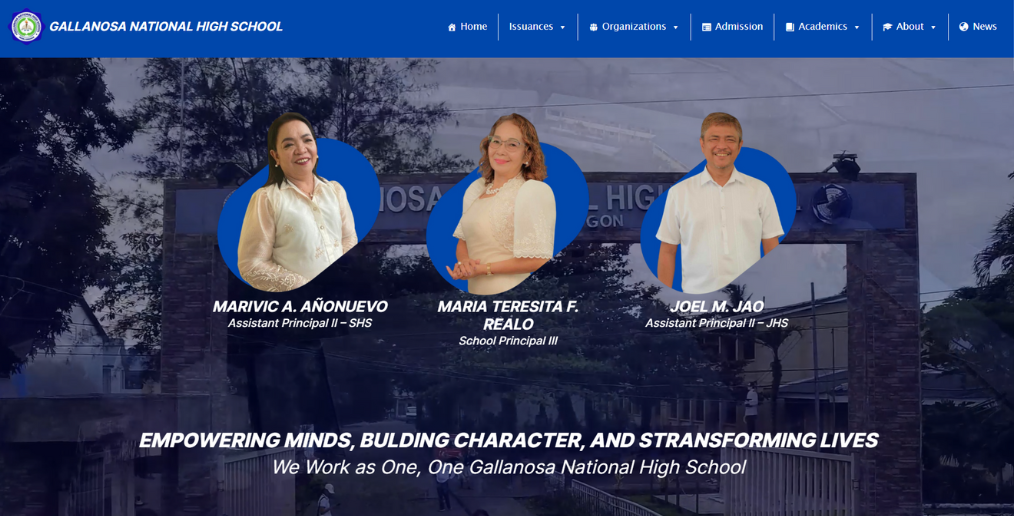 GALLANOSA NATIONAL HIGH SCHOOL
Home
Issuances
Organizations
Admission
Academics
About
News
MARIVIC A. AÑONUEVO
Assistant Principal II – SHS
MARIA TERESITA F.
REALO
School Principal III
JOEL M. JAO
Assistant Principal II – JHS
EMPOWERING MINDS, BULDING CHARACTER, AND STRANSFORMING LIVES
We Work as One, One Gallanosa National High School